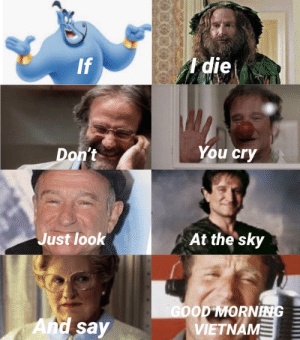 If
I die
Don't
You cry
Just look
At the sky
And say
GOOD MORNING
VIETNAM